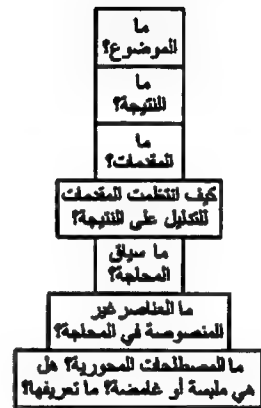 ما
الموضوع؟
ما
النتيجة؟
ما
المقدمات؟
كيف انتظمت المقدمات
للتدليل على النتيجة؟
ما سياق
المحاجة؟
ما العناصر غير
المنصوصة في المحاجة؟
ما المصطلحات المحورية؟ هل
هي ملبسة أو غامضة؟ ما تعريفها؟